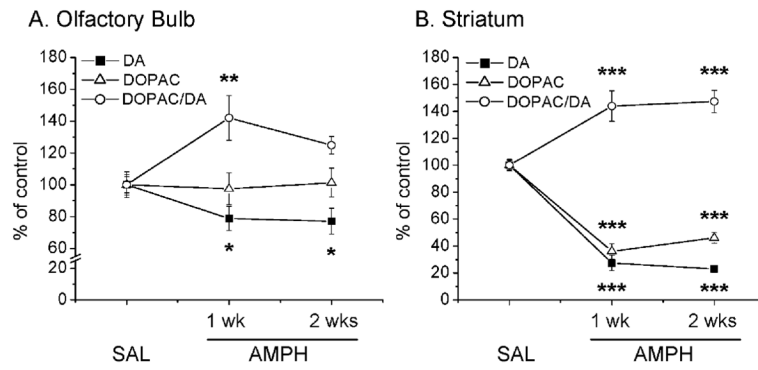 A. Olfactory Bulb
180
160
140
120
100
80
60
20
0
% of control
DA
DOPAC
DOPAC/DA
**
*
*
1 wk
2 wks
SAL
AMPH
B. Striatum
180
160
140
120
100
80
60
40
20
0
% of control
DA
DOPAC
DOPAC/DA
***
***
***
***
***
***
1 wk
2 wks
SAL
AMPH